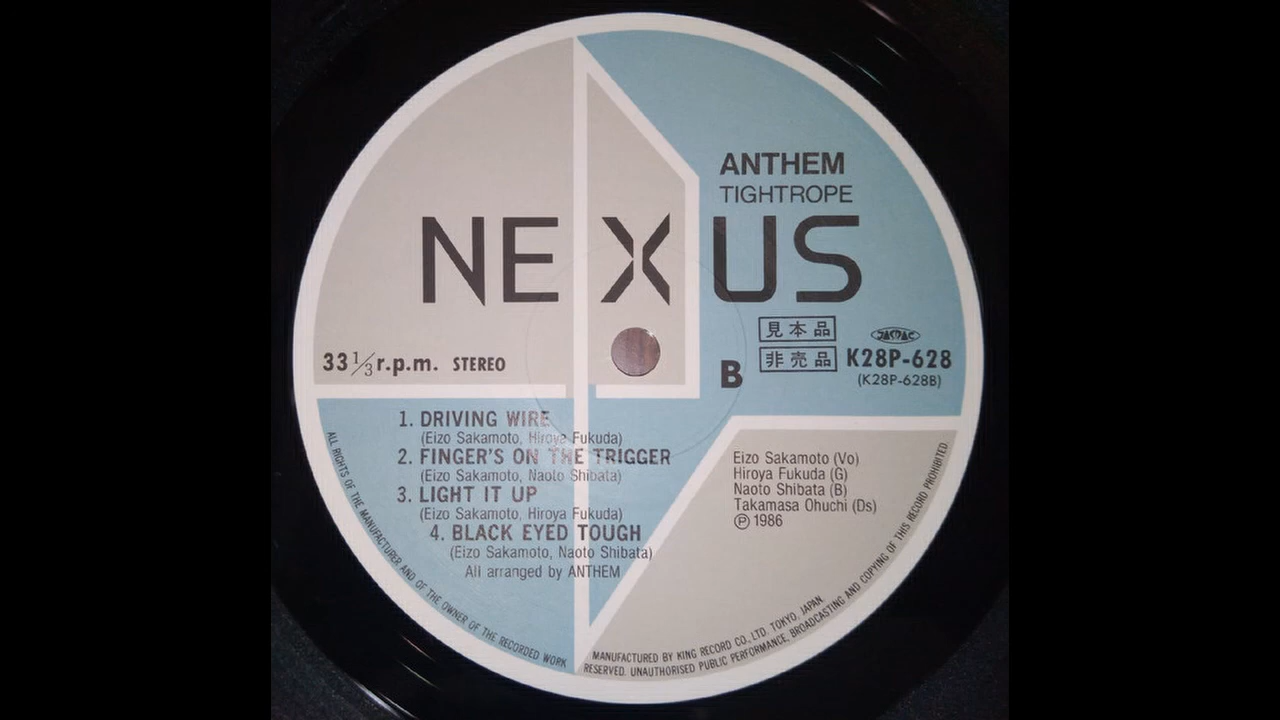 ANTHEM
TIGHTROPE
NEXUS
見本品
非売品
JASRAC
K28P-628
(K28P-628B)
33 1/3 r.p.m. STEREO
B
1. DRIVING WIRE
(Eizo Sakamoto, Hiroya Fukuda)
2. FINGER'S ON THE TRIGGER
(Eizo Sakamoto, Naoto Shibata)
3. LIGHT IT UP
(Eizo Sakamoto, Hiroya Fukuda)
4. BLACK EYED TOUGH
(Eizo Sakamoto, Naoto Shibata)
All arranged by ANTHEM
Eizo Sakamoto (Vo)
Hiroya Fukuda (G)
Naoto Shibata (B)
Takamasa Ohuchi (Ds)
℗ 1986
ALL RIGHTS OF THE MANUFACTURER AND OF THE OWNER OF THE RECORDED WORK
RESERVED. UNAUTHORISED PUBLIC PERFORMANCE, BROADCASTING AND COPYING OF THIS RECORD PROHIBITED
MANUFACTURED BY KING RECORD CO., LTD. TOKYO, JAPAN.